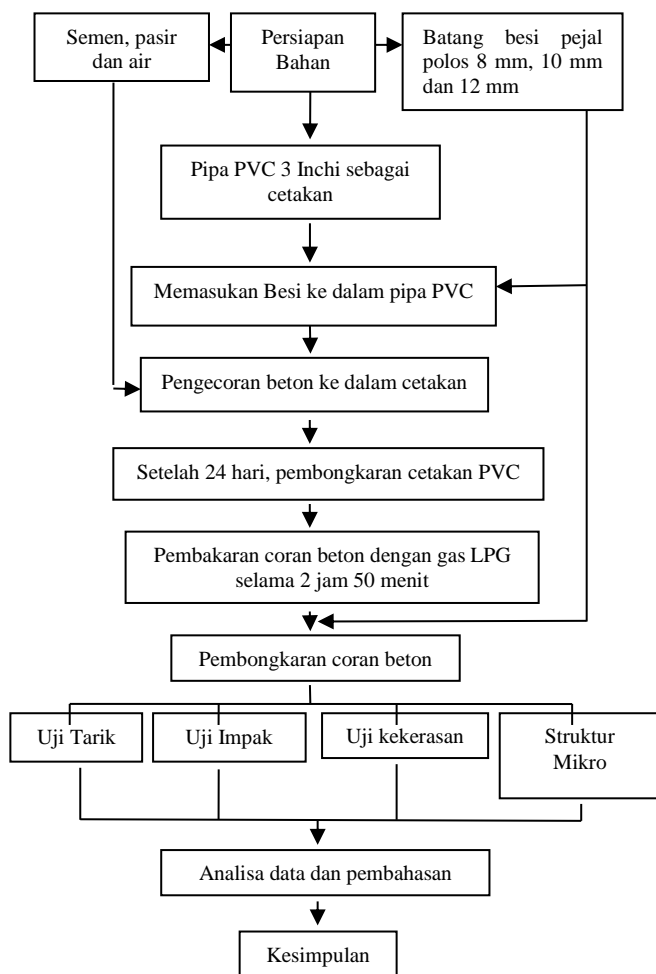 Semen, pasir
dan air
Persiapan
Bahan
Batang besi pejal
polos 8 mm, 10 mm
dan 12 mm
Pipa PVC 3 Inchi sebagai
cetakan
Memasukan Besi ke dalam pipa PVC
Pengecoran beton ke dalam cetakan
Setelah 24 hari, pembongkaran cetakan PVC
Pembakaran coran beton dengan gas LPG
selama 2 jam 50 menit
Pembongkaran coran beton
Uji Tarik
Uji Impak
Uji kekerasan
Struktur
Mikro
Analisa data dan pembahasan
Kesimpulan